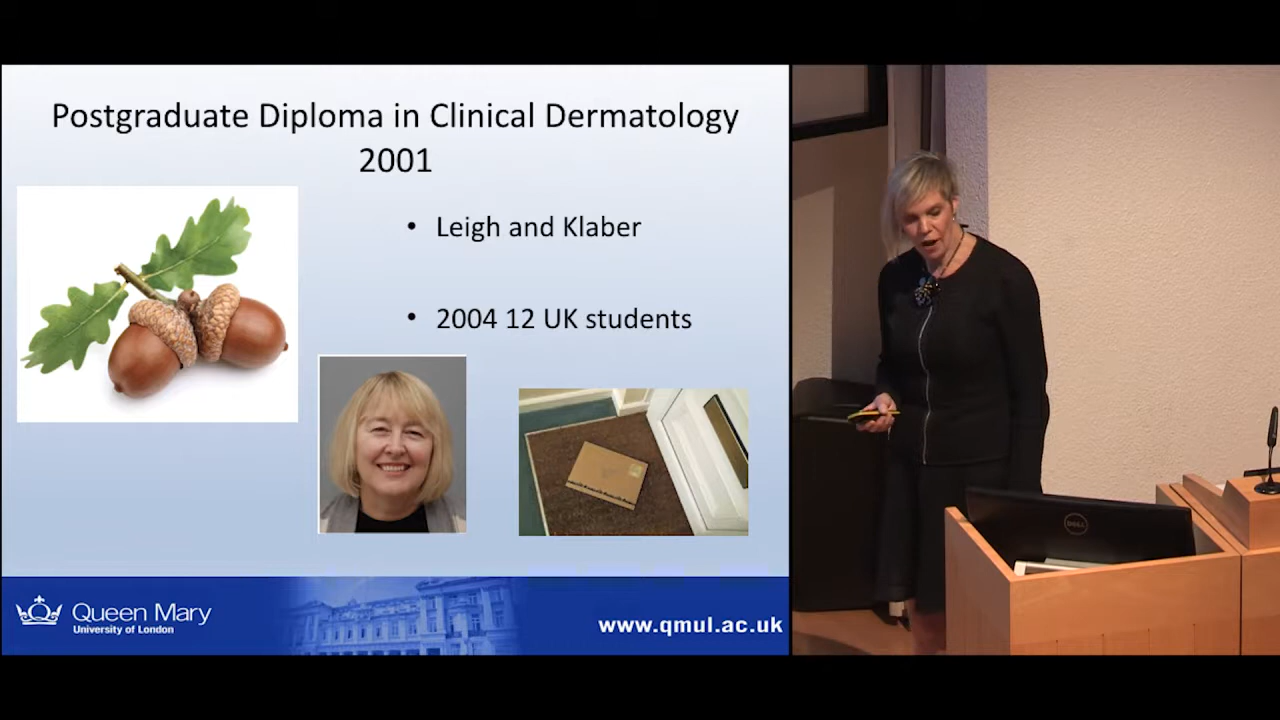 Postgraduate Diploma in Clinical Dermatology
2001
• Leigh and Klaber
• 2004 12 UK students
Queen Mary
University of London
www.qmul.ac.uk
DELL